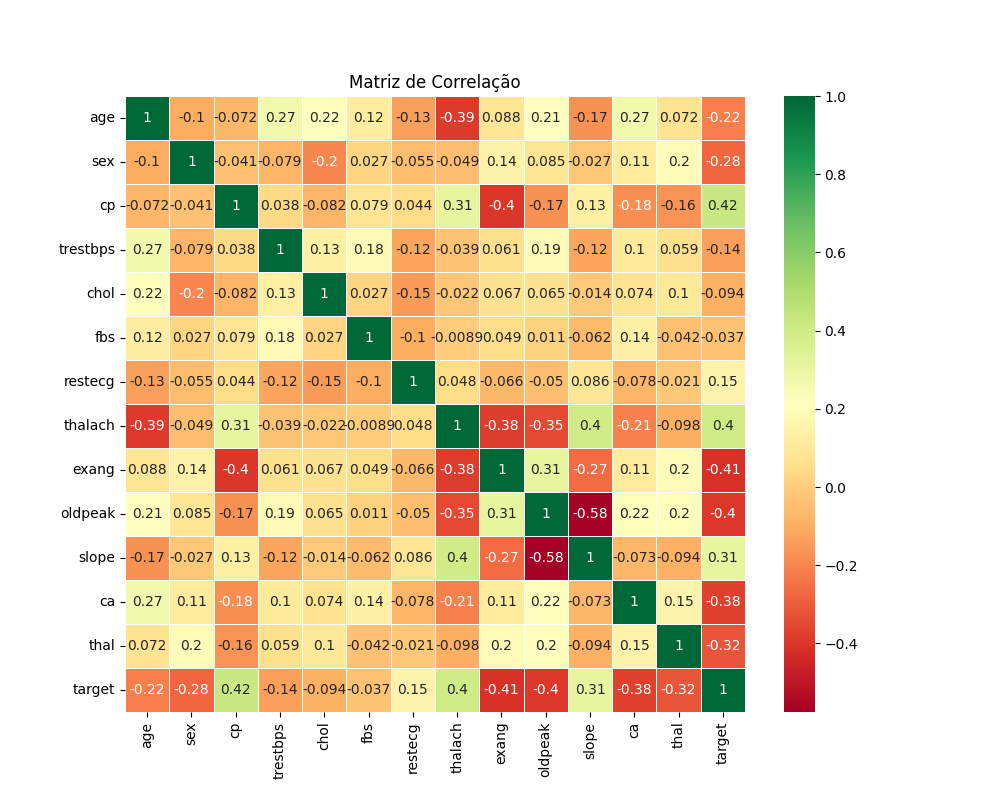 Matriz de Correlação
age 1 -0.1 -0.072 0.27 0.22 0.12 -0.13 -0.39 0.088 0.21 -0.17 0.27 0.072 -0.22
sex -0.1 1 -0.041 -0.079 -0.2 0.027 -0.055 -0.049 0.14 0.085 -0.027 0.11 0.2 -0.28
cp -0.072 -0.041 1 0.038 -0.082 0.079 0.044 0.31 -0.4 -0.17 0.13 -0.18 -0.16 0.42
trestbps 0.27 -0.079 0.038 1 0.13 0.18 -0.12 -0.039 0.061 0.19 -0.12 0.1 0.059 -0.14
chol 0.22 -0.2 -0.082 0.13 1 0.027 -0.15 -0.022 0.067 0.065 -0.014 0.074 0.1 -0.094
fbs 0.12 0.027 0.079 0.18 0.027 1 -0.1 -0.0089 0.049 0.011 -0.062 0.14 -0.042 -0.037
restecg -0.13 -0.055 0.044 -0.12 -0.15 -0.1 1 0.048 -0.066 -0.05 0.086 -0.078 -0.021 0.15
thalach -0.39 -0.049 0.31 -0.039 -0.022 -0.0089 0.048 1 -0.38 -0.35 0.4 -0.21 -0.098 0.4
exang 0.088 0.14 -0.4 0.061 0.067 0.049 -0.066 -0.38 1 0.31 -0.27 0.11 0.2 -0.41
oldpeak 0.21 0.085 -0.17 0.19 0.065 0.011 -0.05 -0.35 0.31 1 -0.58 0.22 0.2 -0.4
slope -0.17 -0.027 0.13 -0.12 -0.014 -0.062 0.086 0.4 -0.27 -0.58 1 -0.073 -0.094 0.31
ca 0.27 0.11 -0.18 0.1 0.074 0.14 -0.078 -0.21 0.11 0.22 -0.073 1 0.15 -0.38
thal 0.072 0.2 -0.16 0.059 0.1 -0.042 -0.021 -0.098 0.2 0.2 -0.094 0.15 1 -0.32
target -0.22 -0.28 0.42 -0.14 -0.094 -0.037 0.15 0.4 -0.41 -0.4 0.31 -0.38 -0.32 1
age sex cp trestbps chol fbs restecg thalach exang oldpeak slope ca thal target
1.0
0.8
0.6
0.4
0.2
0.0
−0.2
−0.4